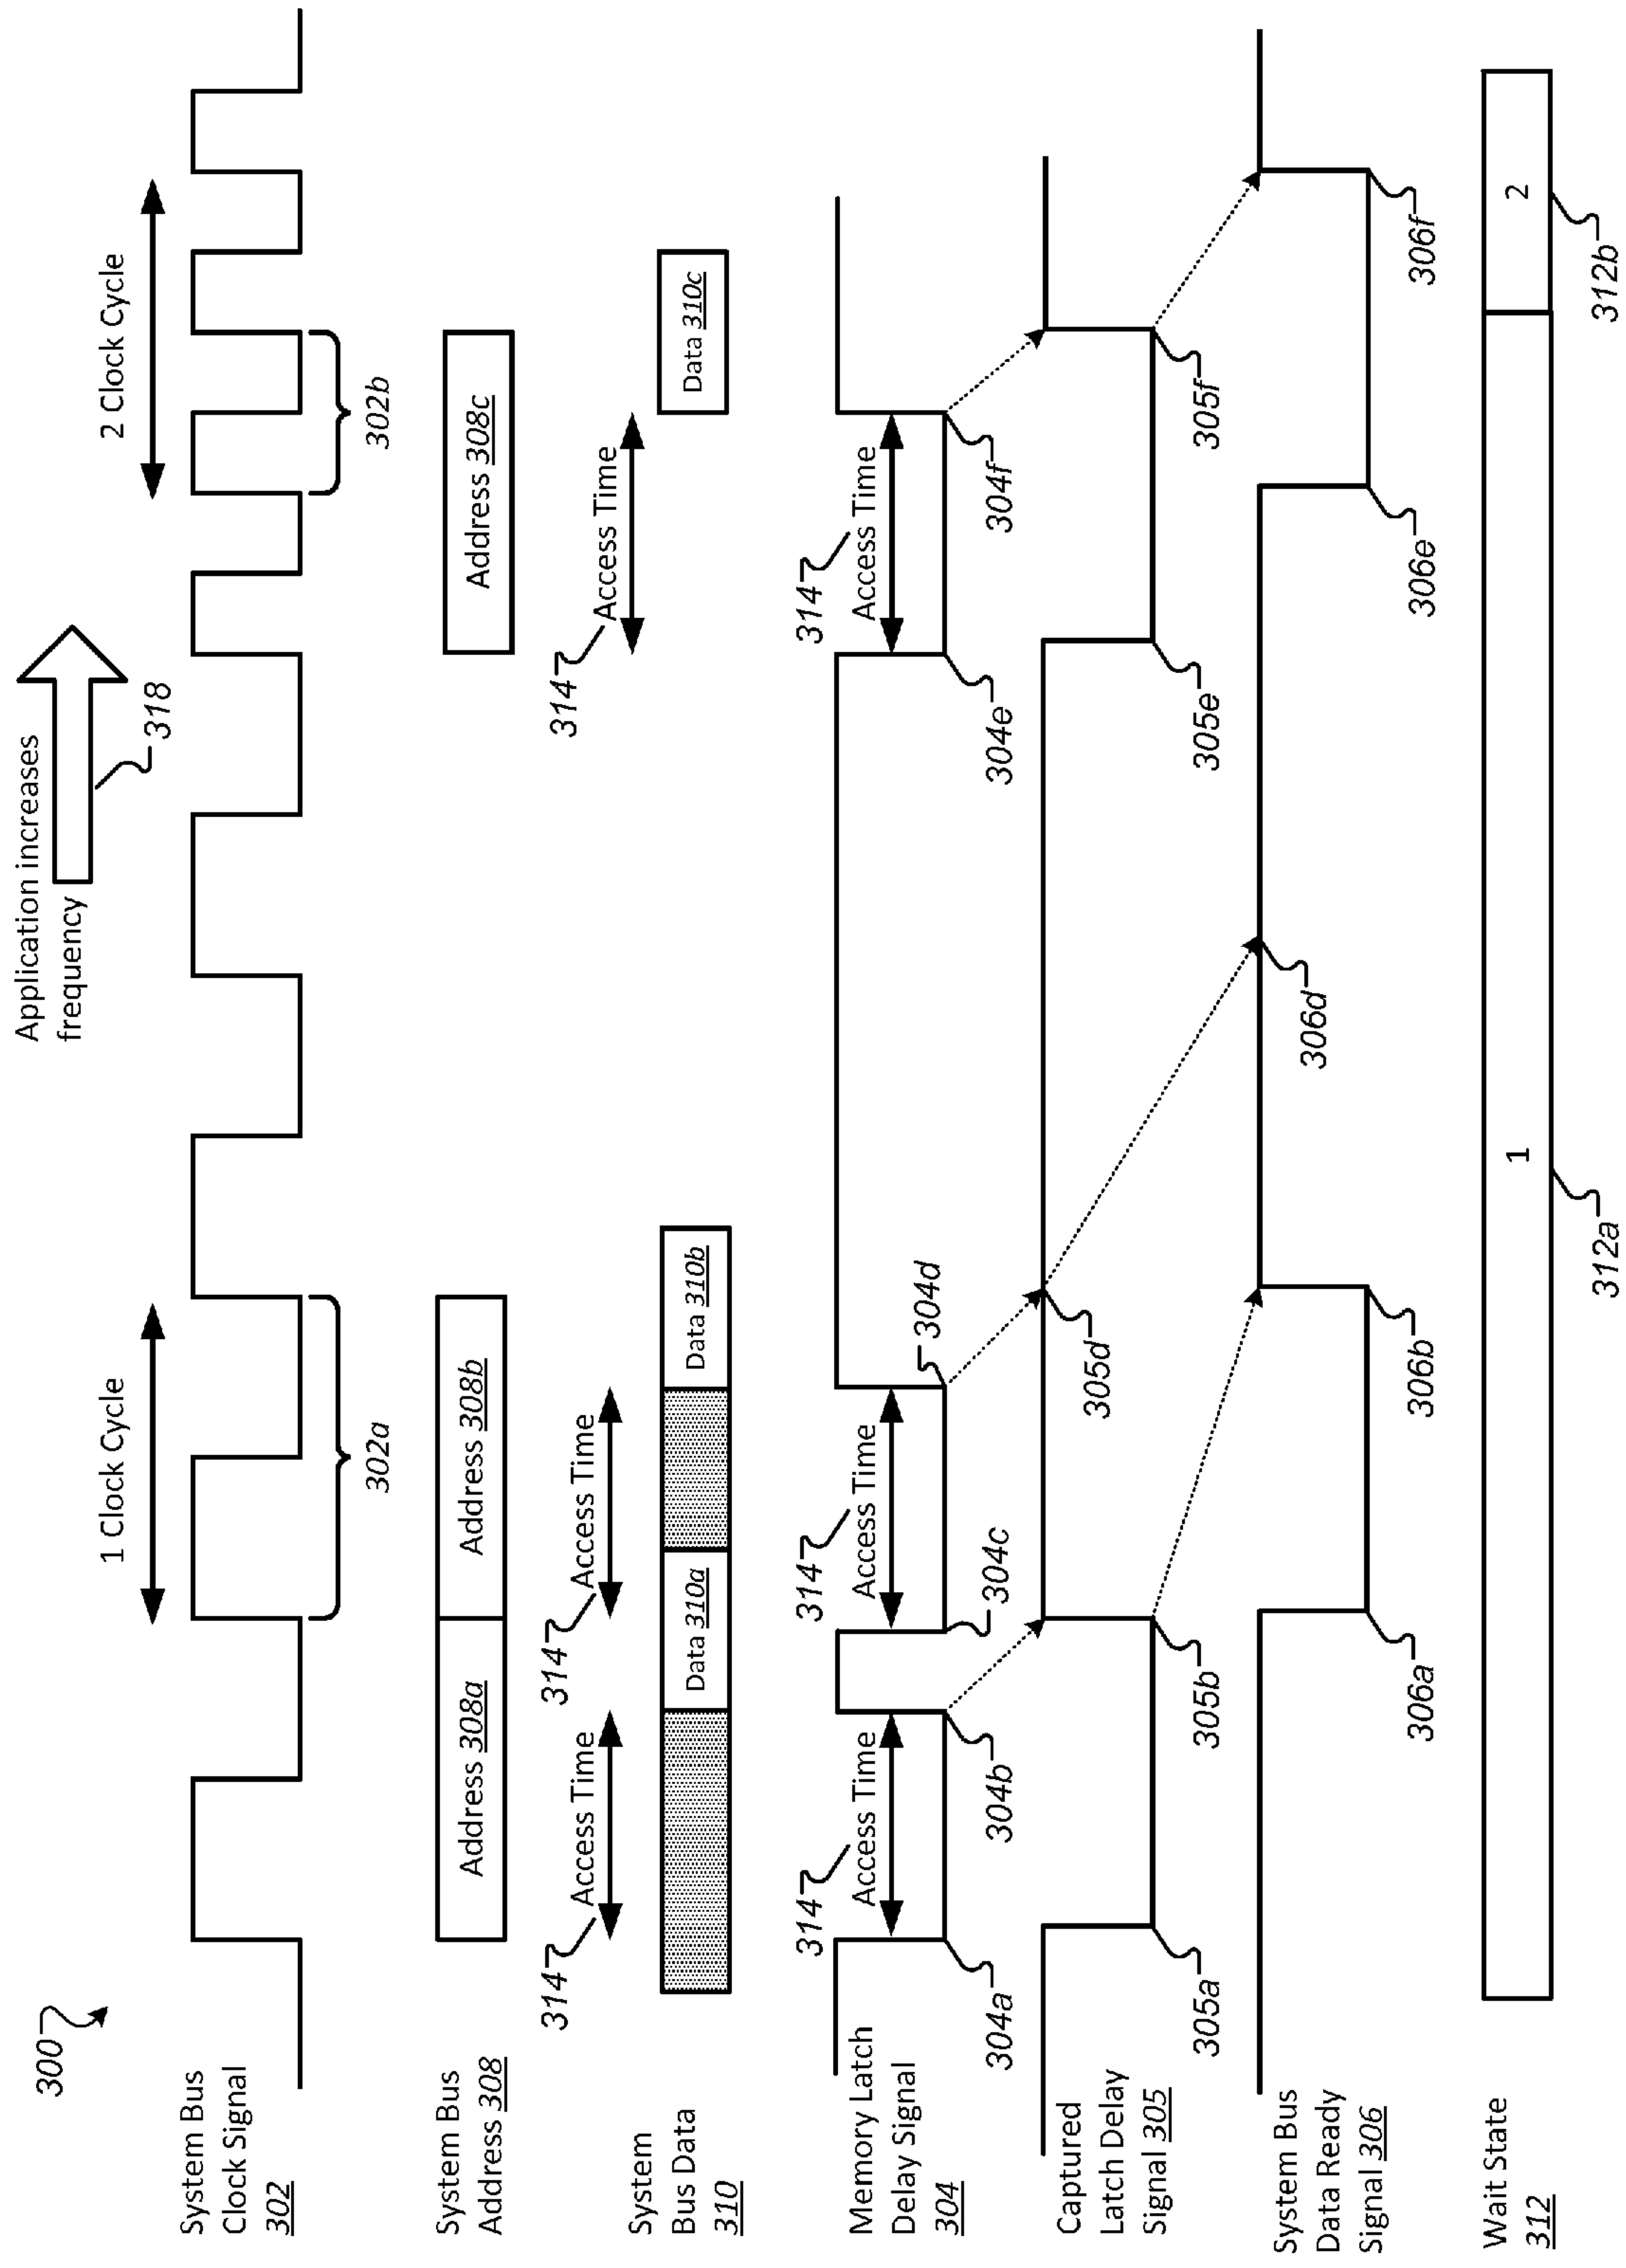 300
Application increases
frequency
318
1 Clock Cycle
2 Clock Cycle
System Bus
Clock Signal
302
302a
302b
System Bus
Address 308
Address 308a
Address 308b
Address 308c
314
Access Time
314
Access Time
314
Access Time
System
Bus Data
310
Data 310a
Data 310b
Data 310c
Memory Latch
Delay Signal
304
314
Access Time
314
Access Time
314
Access Time
304a
304b
304c
304d
304e
304f
Captured
Latch Delay
Signal 305
305a
305b
305d
305e
305f
System Bus
Data Ready
Signal 306
306a
306b
306d
306e
306f
Wait State
312
1
2
312a
312b